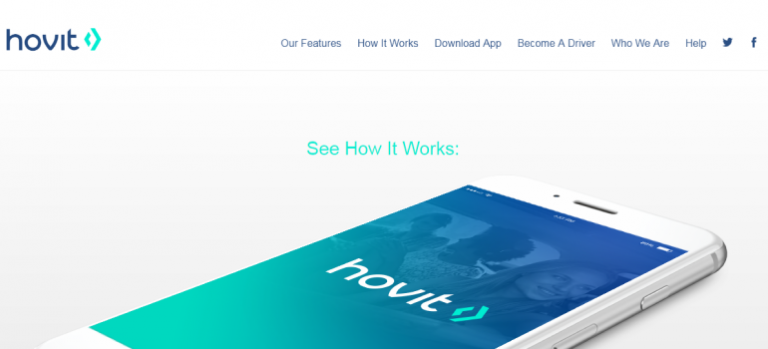 hovit
Our Features How It Works Download App Become A Driver Who We Are Help
See How It Works:
hovit